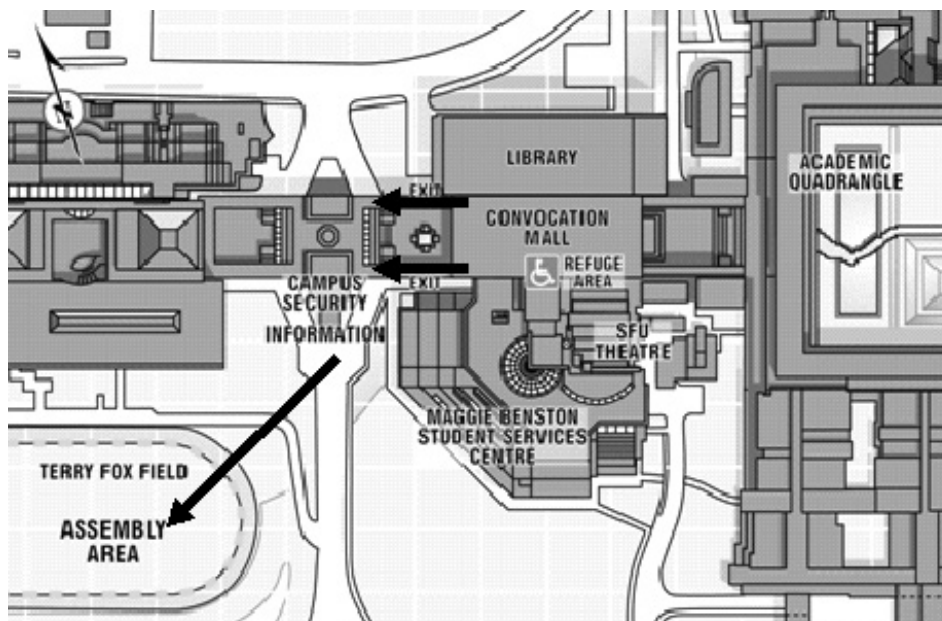 N
LIBRARY
ACADEMIC
QUADRANGLE
EXIT
CONVOCATION
MALL
REFUGE
AREA
EXIT
CAMPUS
SECURITY
INFORMATION
SFU
THEATRE
MAGGIE BENSTON
STUDENT SERVICES
CENTRE
TERRY FOX FIELD
ASSEMBLY
AREA